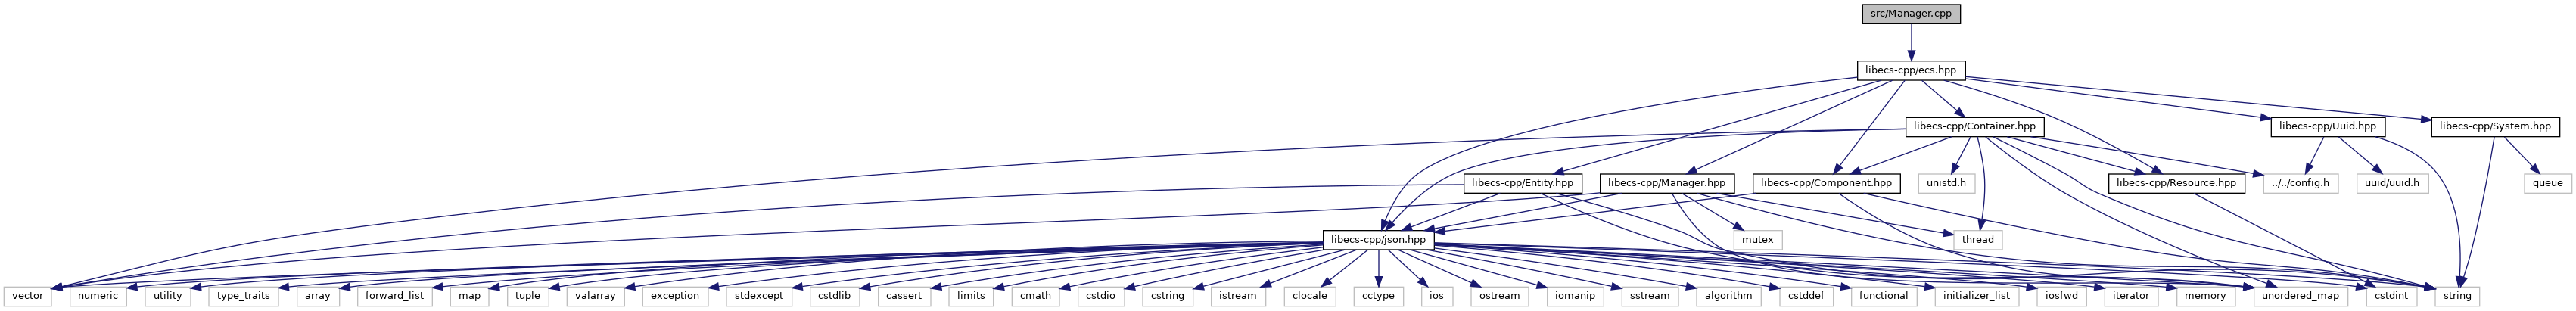 src/Manager.cpp
libecs-cpp/ecs.hpp
libecs-cpp/Container.hpp
libecs-cpp/Uuid.hpp
libecs-cpp/System.hpp
libecs-cpp/Entity.hpp
libecs-cpp/Manager.hpp
libecs-cpp/Component.hpp
unistd.h
libecs-cpp/Resource.hpp
../../config.h
uuid/uuid.h
queue
libecs-cpp/json.hpp
mutex
thread
vector
numeric
utility
type_traits
array
forward_list
map
tuple
valarray
exception
stdexcept
cstdlib
cassert
limits
cmath
cstdio
cstring
istream
clocale
cctype
ios
ostream
iomanip
sstream
algorithm
cstddef
functional
initializer_list
iosfwd
iterator
memory
unordered_map
cstdint
string